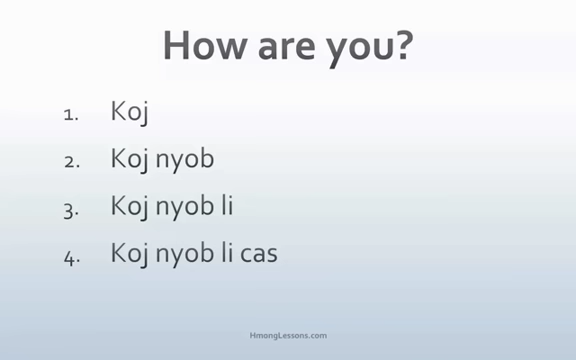 How are you?
1. Koj
2. Koj nyob
3. Koj nyob li
4. Koj nyob li cas
HmongLessons.com